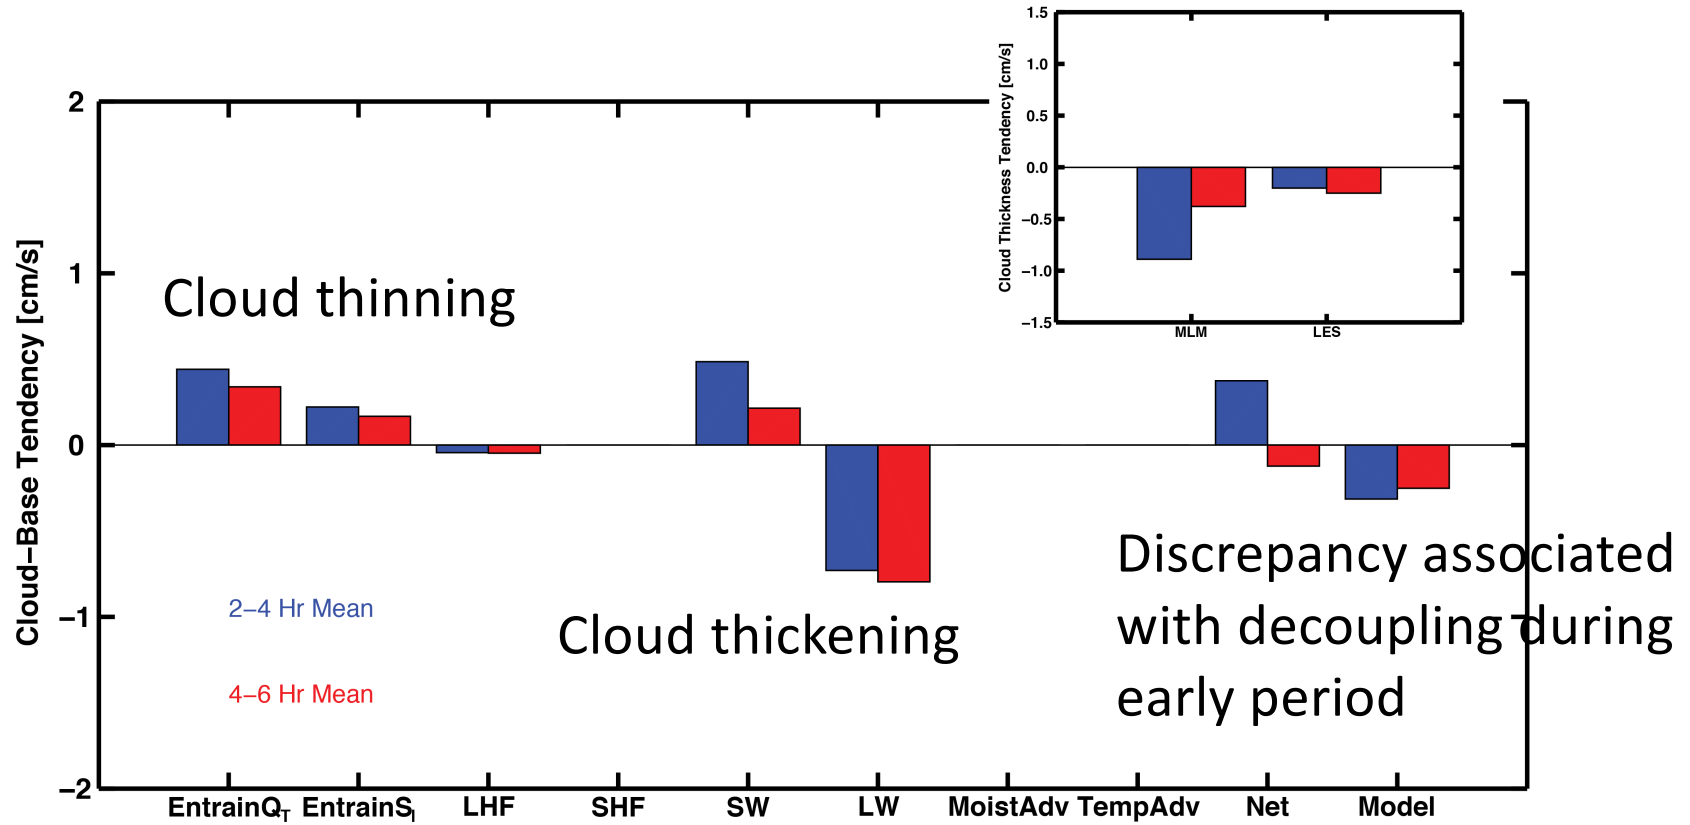 1.5
1.0
0.5
0.0
−0.5
−1.0
−1.5
Cloud Thickness Tendency [cm/s]
MLM LES
2
1
0
−1
−2
Cloud−Base Tendency [cm/s]
Cloud thinning
Cloud thickening
Discrepancy associated
with decoupling during
early period
2−4 Hr Mean
4−6 Hr Mean
EntrainQT EntrainSl LHF SHF SW LW MoistAdv TempAdv Net Model